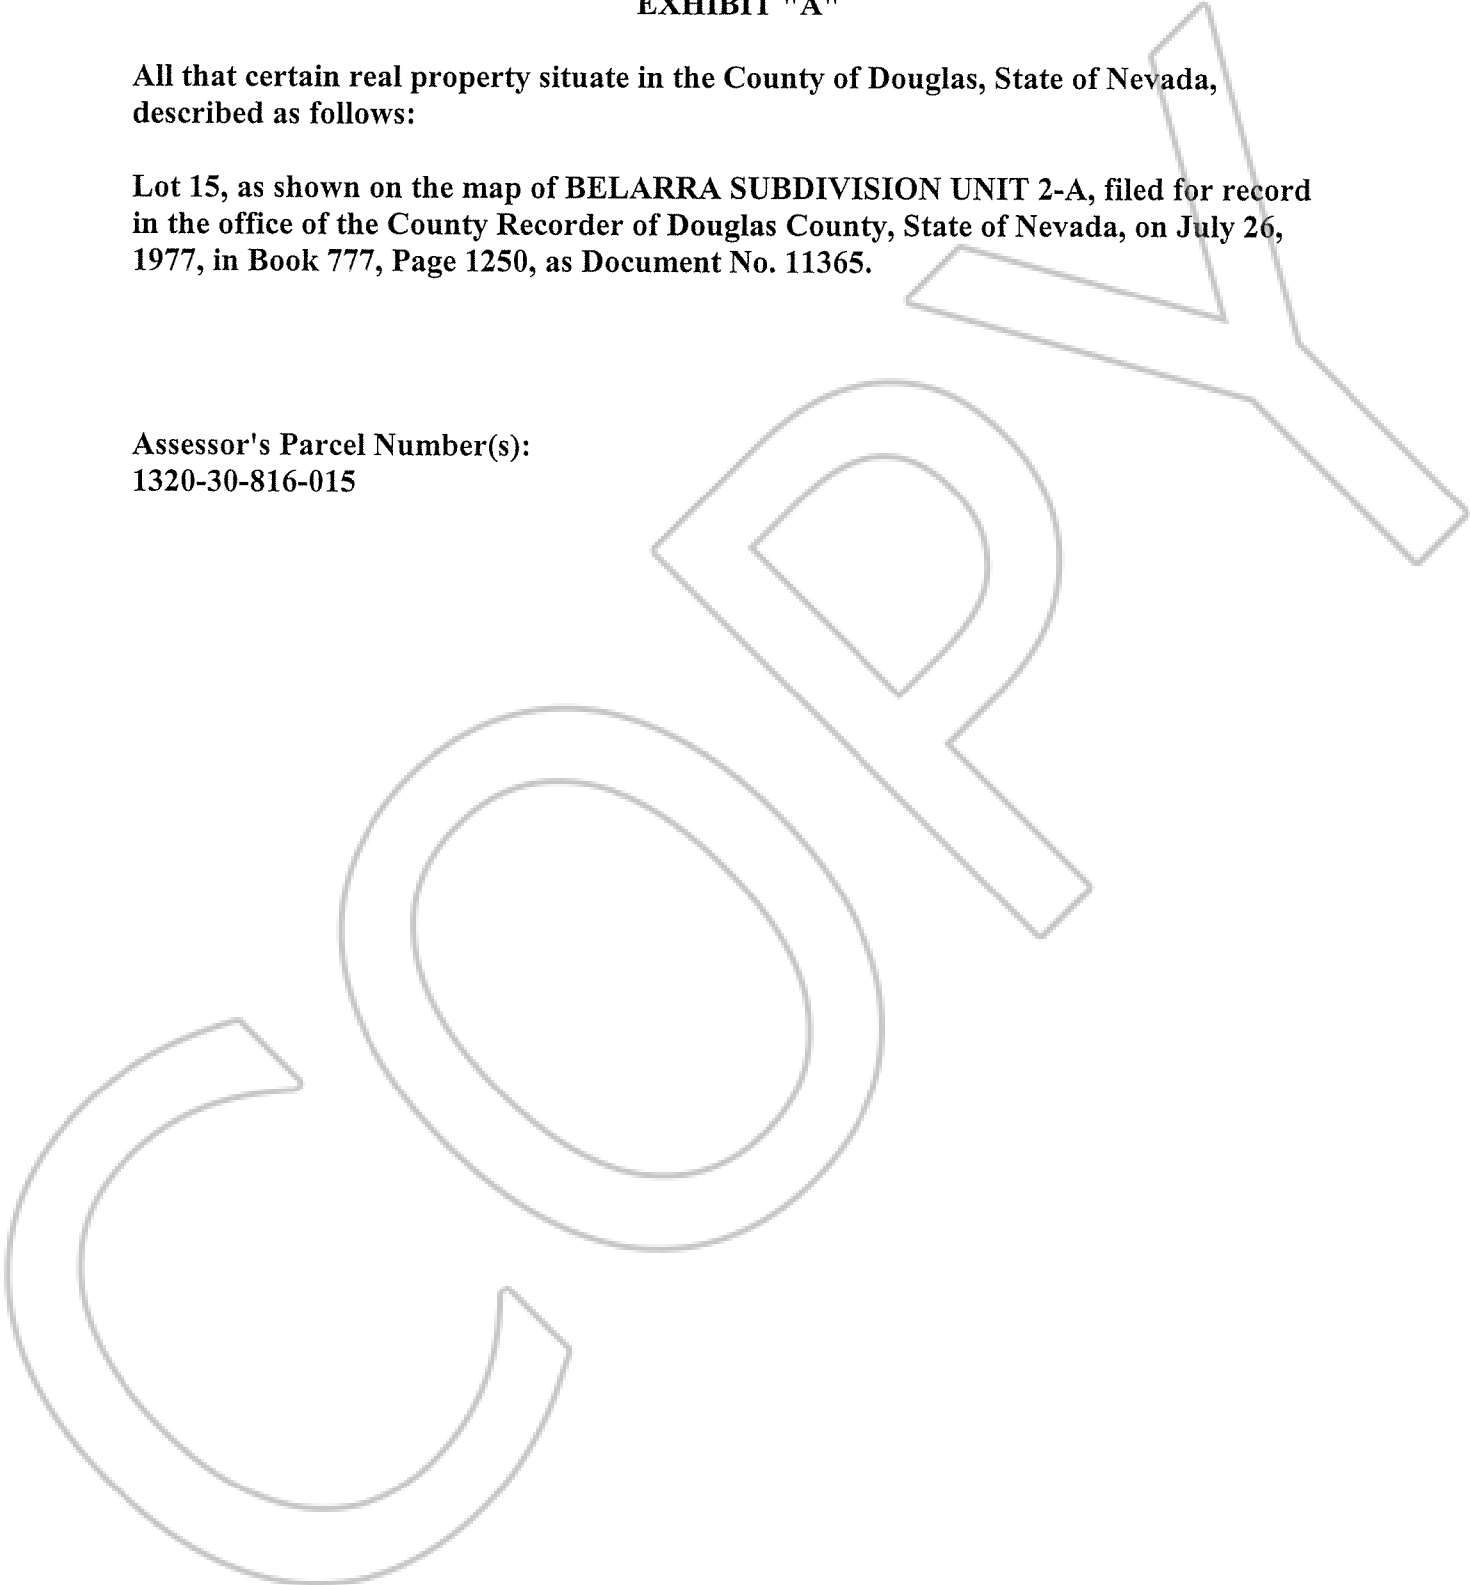 EXHIBIT "A"
All that certain real property situate in the County of Douglas, State of Nevada,
described as follows:
Lot 15, as shown on the map of BELARRA SUBDIVISION UNIT 2-A, filed for record
in the office of the County Recorder of Douglas County, State of Nevada, on July 26,
1977, in Book 777, Page 1250, as Document No. 11365.
Assessor's Parcel Number(s):
1320-30-816-015
COPY